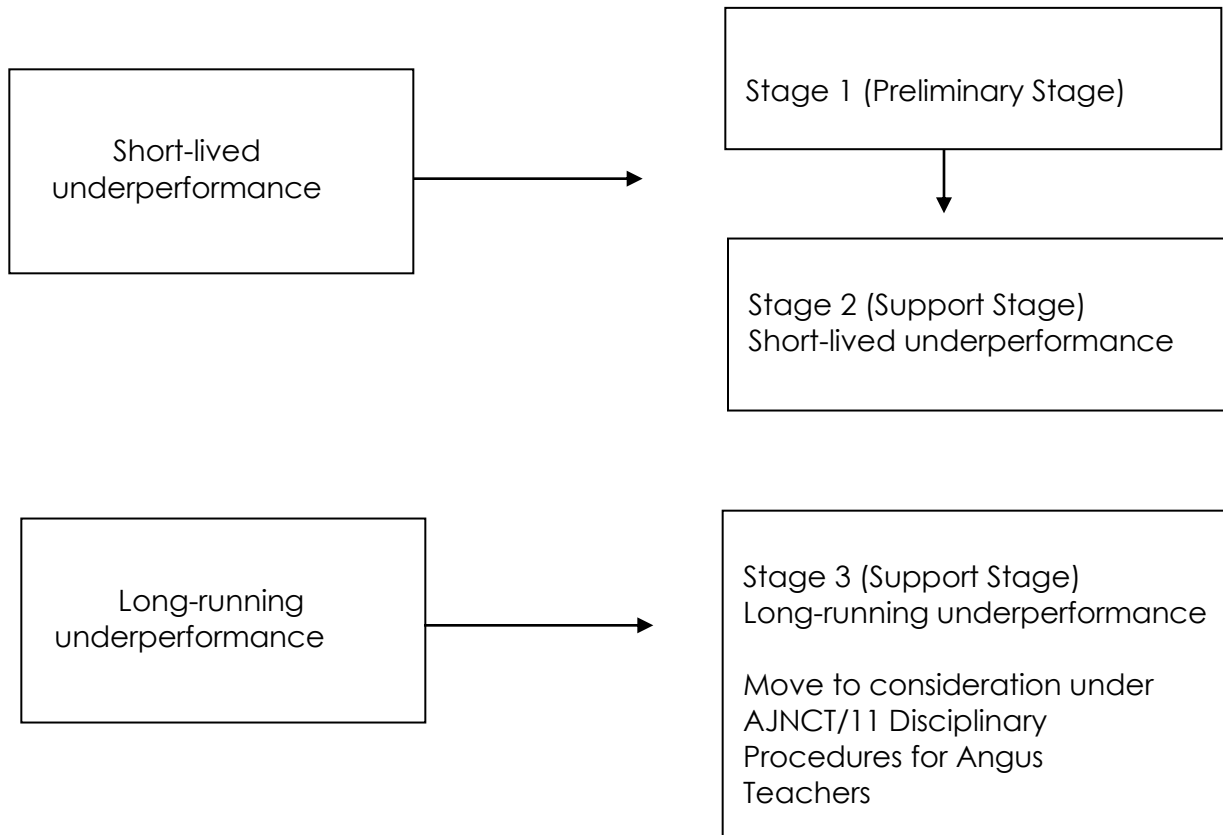 Short-lived
underperformance
Stage 1 (Preliminary Stage)
Stage 2 (Support Stage)
Short-lived underperformance
Long-running
underperformance
Stage 3 (Support Stage)
Long-running underperformance
Move to consideration under
AJNCT/11 Disciplinary
Procedures for Angus
Teachers